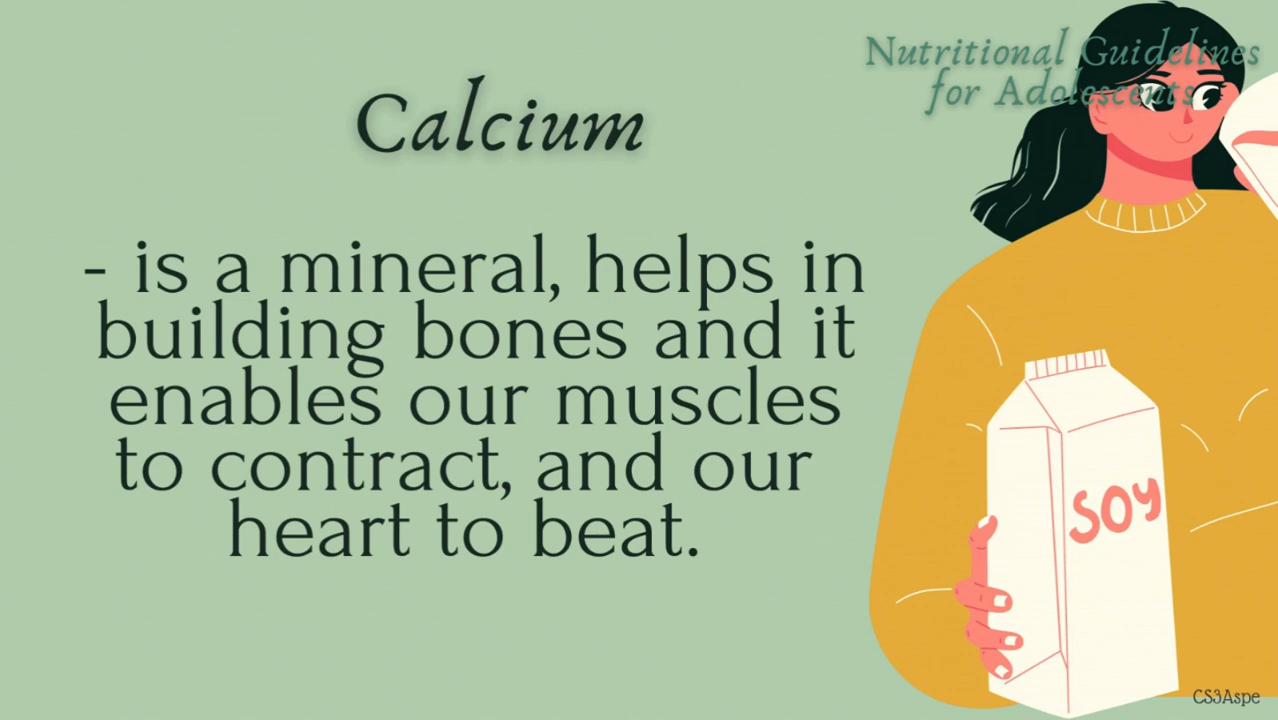 Nutritional Guidelines
for Adolescents
Calcium
- is a mineral, helps in
building bones and it
enables our muscles
to contract, and our
heart to beat.
SOY
CS3Aspe